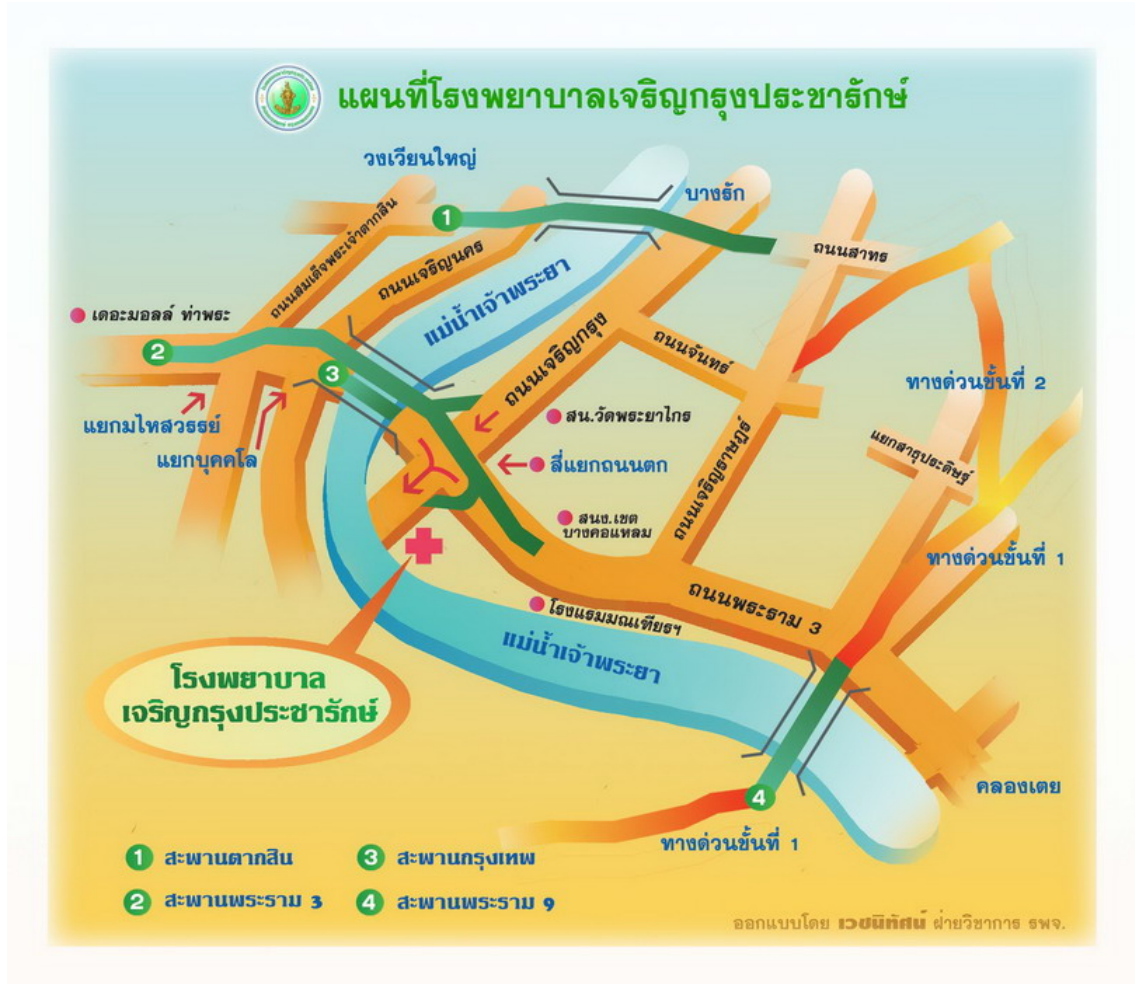 แผนที่โรงพยาบาลเจริญกรุงประชารักษ์
วงเวียนใหญ่
บางรัก
1
ถนนสมเด็จพระเจ้าตากสิน
ถนนเจริญนคร
ถนนสาทร
แม่น้ำเจ้าพระยา
เดอะมอลล์ ท่าพระ
2
3
ถนนเจริญกรุง
ถนนจันทร์
ทางด่วนขั้นที่ 2
แยกมไหสวรรย์
แยกบุคคโล
สน.วัดพระยาไกร
สี่แยกถนนตก
แยกสาธุประดิษฐ์
ถนนเจริญราษฎร์
สนง.เขต
บางคอแหลม
ทางด่วนขั้นที่ 1
ถนนพระราม 3
โรงแรมมณเฑียรฯ
แม่น้ำเจ้าพระยา
โรงพยาบาล
เจริญกรุงประชารักษ์
คลองเตย
4
ทางด่วนขั้นที่ 1
1 สะพานตากสิน
3 สะพานกรุงเทพ
2 สะพานพระราม 3
4 สะพานพระราม 9
ออกแบบโดย เวชนิทัศน์ ฝ่ายวิชาการ รพจ.